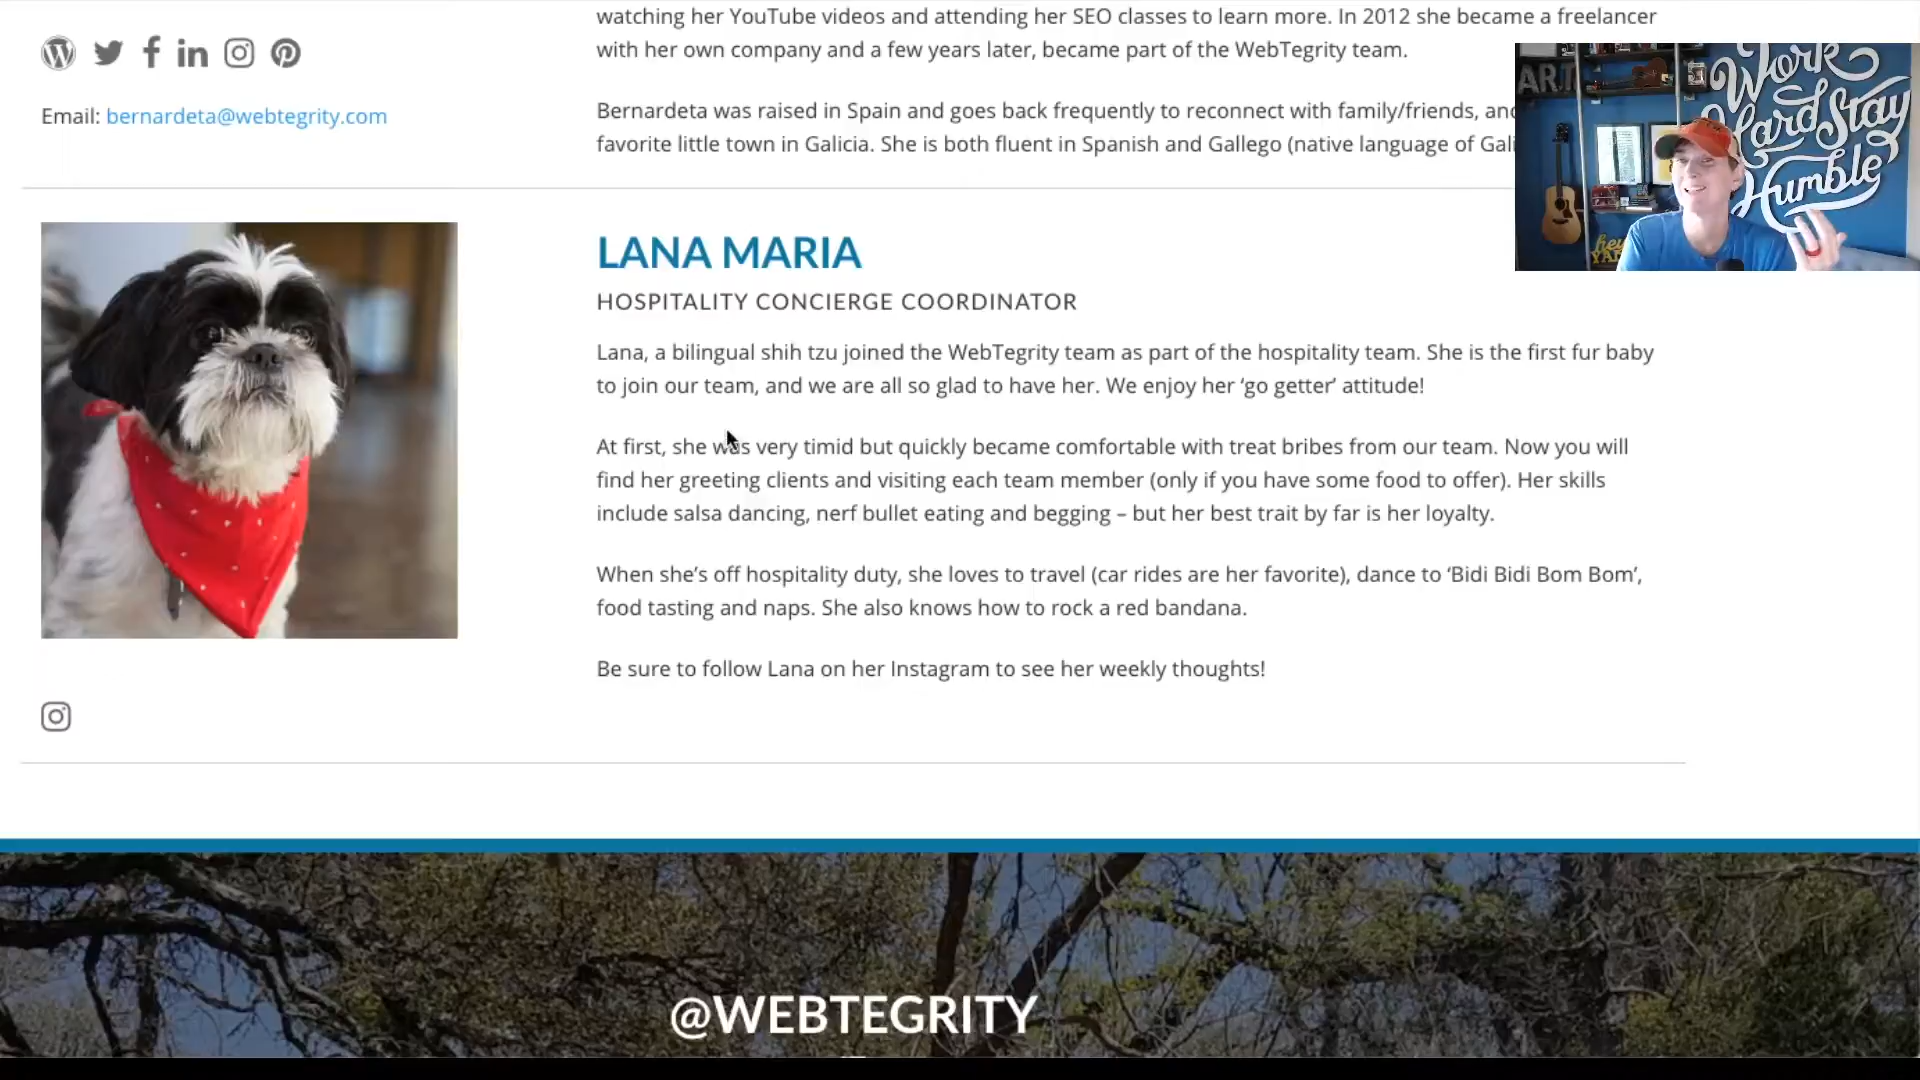 watching her YouTube videos and attending her SEO classes to learn more. In 2012 she became a freelancer
with her own company and a few years later, became part of the WebTegrity team.
Email: bernardeta@webtegrity.com
Bernardeta was raised in Spain and goes back frequently to reconnect with family/friends,
favorite little town in Galicia. She is both fluent in Spanish and Gallego (native language of
ART
Work
Hard Stay
Humble
hey
LANA MARIA
HOSPITALITY CONCIERGE COORDINATOR
Lana, a bilingual shih tzu joined the WebTegrity team as part of the hospitality team. She is the first fur baby
to join our team, and we are all so glad to have her. We enjoy her ‘go getter’ attitude!
At first, she was very timid but quickly became comfortable with treat bribes from our team. Now you will
find her greeting clients and visiting each team member (only if you have some food to offer). Her skills
include salsa dancing, nerf bullet eating and begging – but her best trait by far is her loyalty.
When she’s off hospitality duty, she loves to travel (car rides are her favorite), dance to ‘Bidi Bidi Bom Bom’,
food tasting and naps. She also knows how to rock a red bandana.
Be sure to follow Lana on her Instagram to see her weekly thoughts!
@WEBTEGRITY